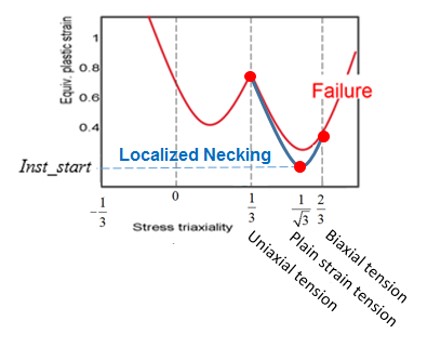 Equiv. plastic strain
1
0.8
0.6
0.4
Failure
Localized Necking
Inst_start
-1/3
0
1/3
1/√3
2/3
Stress triaxiality
Uniaxial tension
Plain strain tension
Biaxial tension